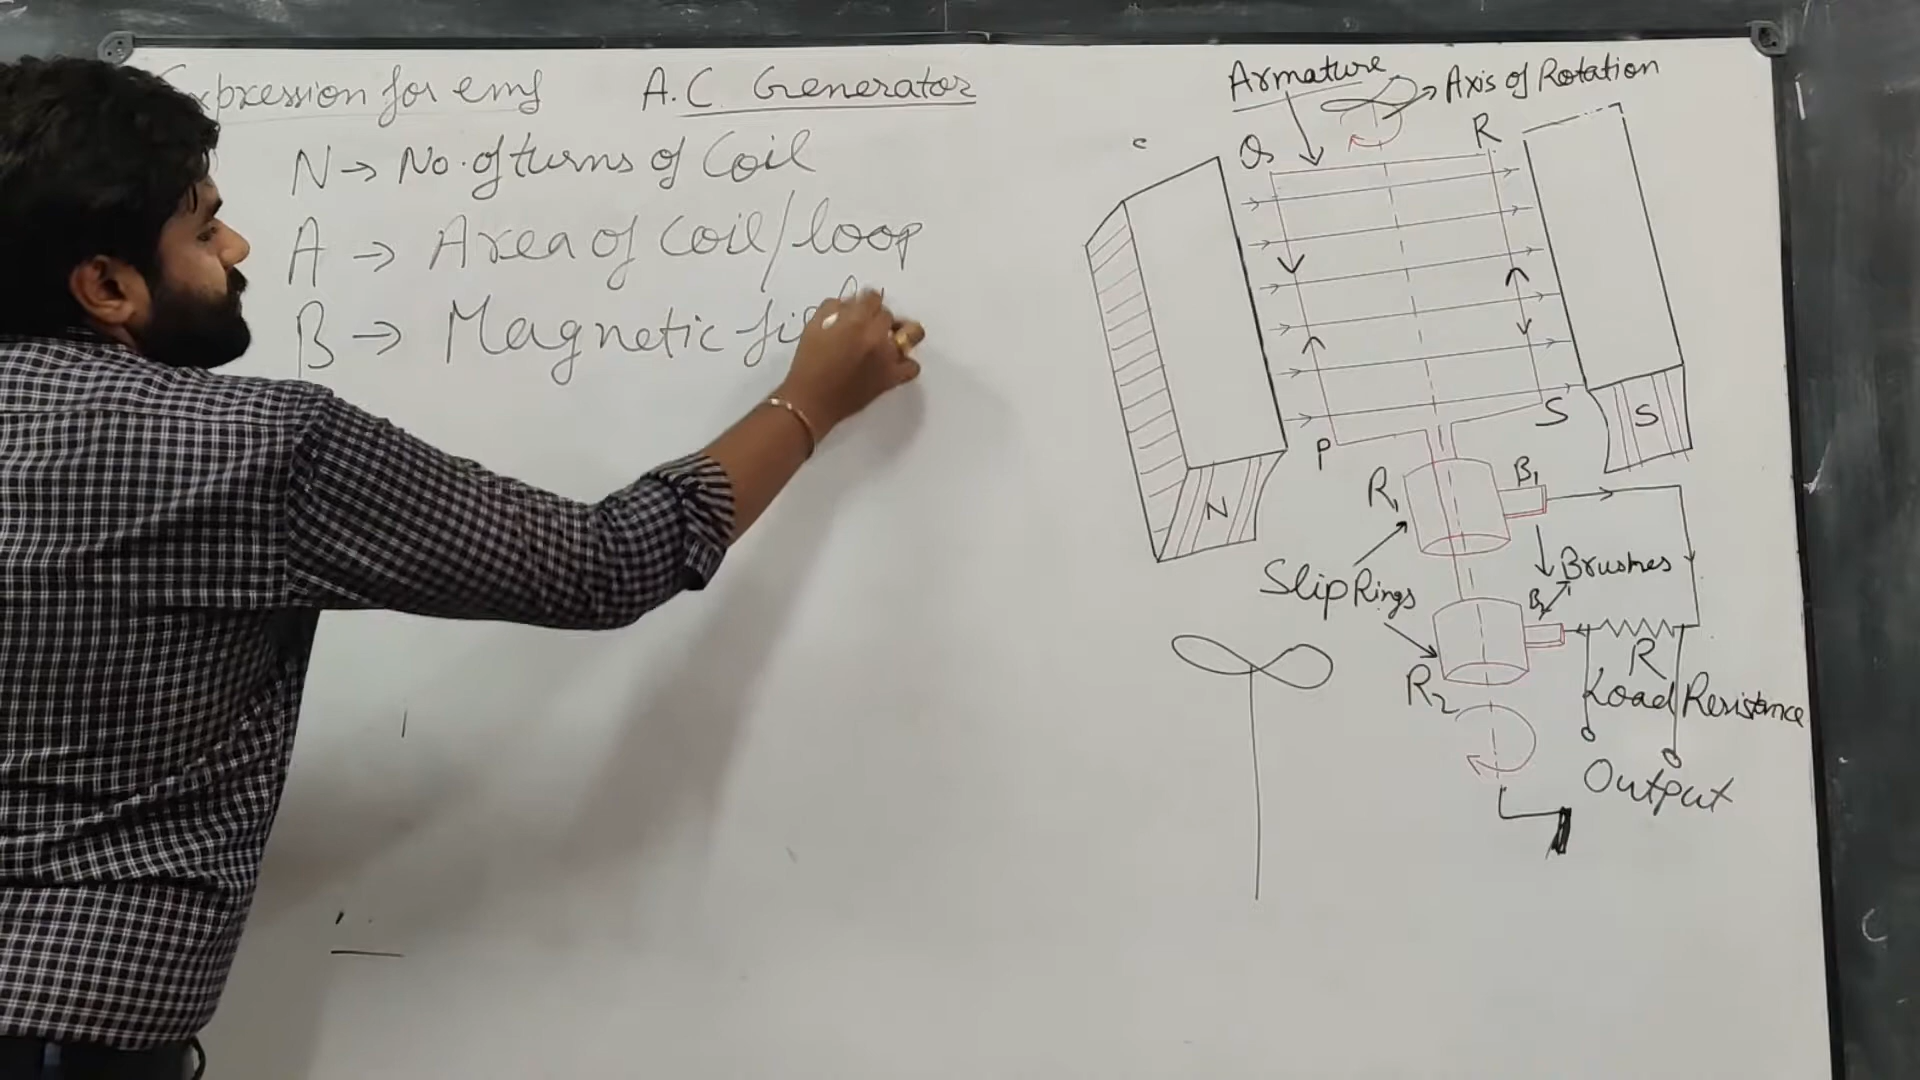 Expression for emf
A.C. Generator
N → No. of turns of Coil
A → Area of Coil/loop
B → Magnetic
Armature
Axis of Rotation
Q
R
P
S
N
S
R1
B1
Slip Rings
Brushes
B2
R2
R
Load Resistance
Output